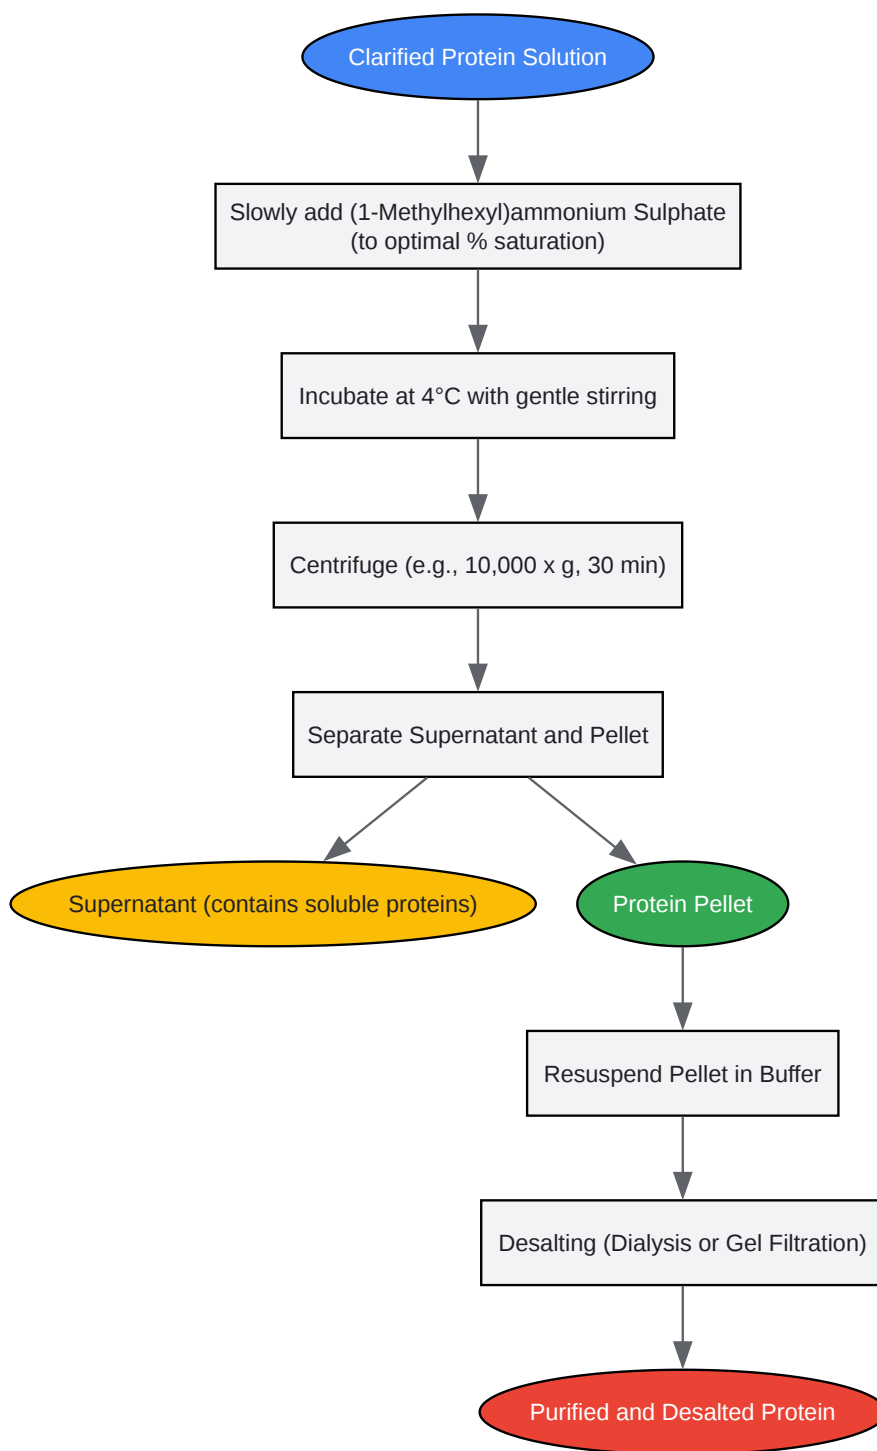 Clarified Protein Solution
Slowly add (1-Methylhexyl)ammonium Sulphate
(to optimal % saturation)
Incubate at 4°C with gentle stirring
Centrifuge (e.g., 10,000 x g, 30 min)
Separate Supernatant and Pellet
Supernatant (contains soluble proteins)
Protein Pellet
Resuspend Pellet in Buffer
Desalting (Dialysis or Gel Filtration)
Purified and Desalted Protein